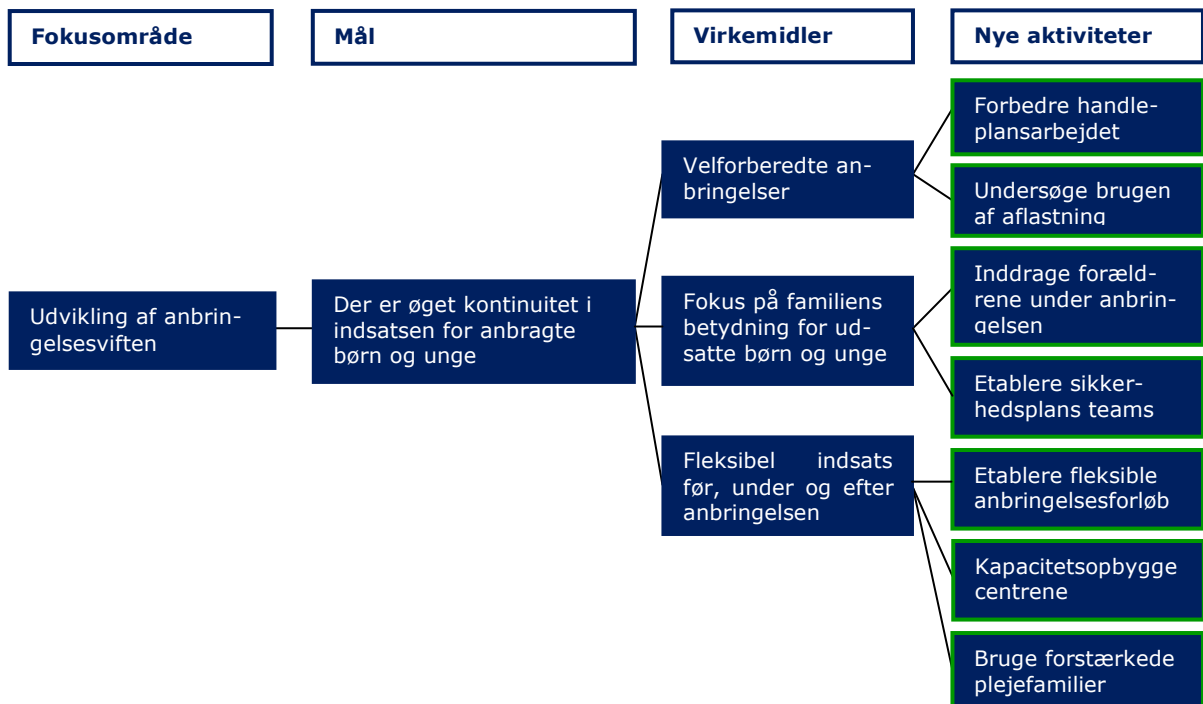 Fokusområde
Mål
Virkemidler
Nye aktiviteter
Udvikling af anbrin-
gelsesviften
Der er øget kontinuitet i
indsatsen for anbragte
børn og unge
Velforberedte an-
bringelser
Fokus på familiens
betydning for ud-
satte børn og unge
Fleksibel indsats
før, under og efter
anbringelsen
Forbedre handle-
plansarbejdet
Undersøge brugen
af aflastning
Inddrage foræld-
rene under anbrin-
gelsen
Etablere sikker-
hedsplans teams
Etablere fleksible
anbringelsesforløb
Kapacitetsopbygge
centrene
Bruge forstærkede
plejefamilier